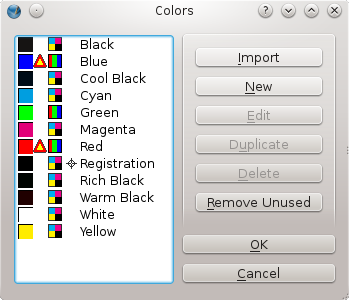 Colors
Black
Blue
Cool Black
Cyan
Green
Magenta
Red
Registration
Rich Black
Warm Black
White
Yellow
Import
New
Edit
Duplicate
Delete
Remove Unused
OK
Cancel